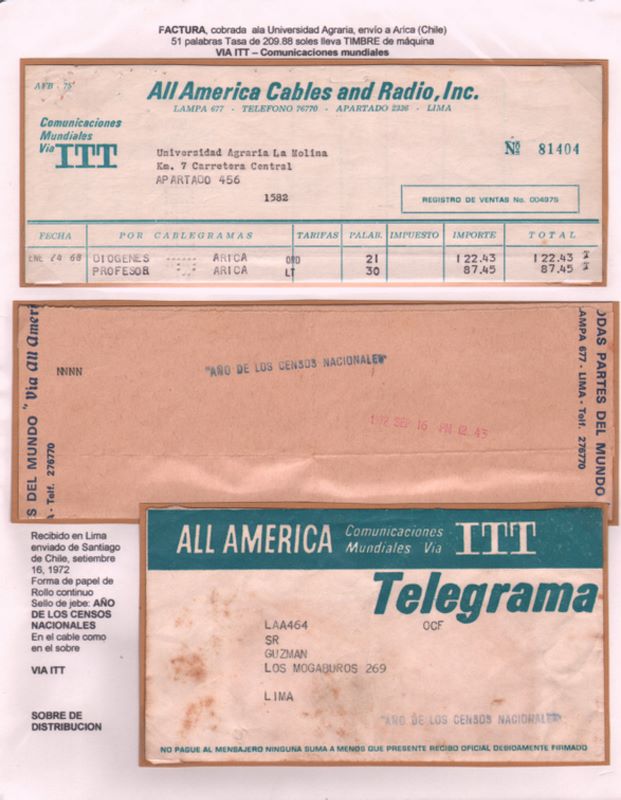 FACTURA, cobrada ala Universidad Agraria, envío a Arica (Chile)
51 palabras Tasa de 209.88 soles lleva TIMBRE de máquina
VIA ITT – Comunicaciones mundiales
AFB - 75
All America Cables and Radio, Inc.
LAMPA 677 - TELEFONO 76770 - APARTADO 2336 - LIMA
Comunicaciones
Mundiales
Via ITT
Universidad Agraria La Molina
Km. 7 Carretera Central
APARTADO 456
1582
Nº 81404
REGISTRO DE VENTAS No. 004975
FECHA POR CABLEGRAMAS TARIFAS PALAB. IMPUESTO IMPORTE TOTAL
ENE 24 68 DIOGENES ARICA ORD 21 122.43 122.43
PROFESOR ARICA LT 30 87.45 87.45
S DEL MUNDO " Via All Ameri
- Telf. 276770
NNNN
"AÑO DE LOS CENSOS NACIONALES"
SEP 16 PM 12 43
ODAS PARTES DEL MUNDO
AMPA 677 - LIMA - Telf. 276770
Recibido en Lima
enviado de Santiago
de Chile, setiembre
16, 1972
Forma de papel de
Rollo continuo
Sello de jebe: AÑO
DE LOS CENSOS
NACIONALES
En el cable como
en el sobre
VIA ITT
SOBRE DE
DISTRIBUCION
ALL AMERICA Comunicaciones
Mundiales Via ITT
Telegrama
LAA464 OCF
SR
GUZMAN
LOS MOGABUROS 269
LIMA
"AÑO DE LOS CENSOS NACIONALES"
NO PAGUE AL MENSAJERO NINGUNA SUMA A MENOS QUE PRESENTE RECIBO OFICIAL DEBIDAMENTE FIRMADO